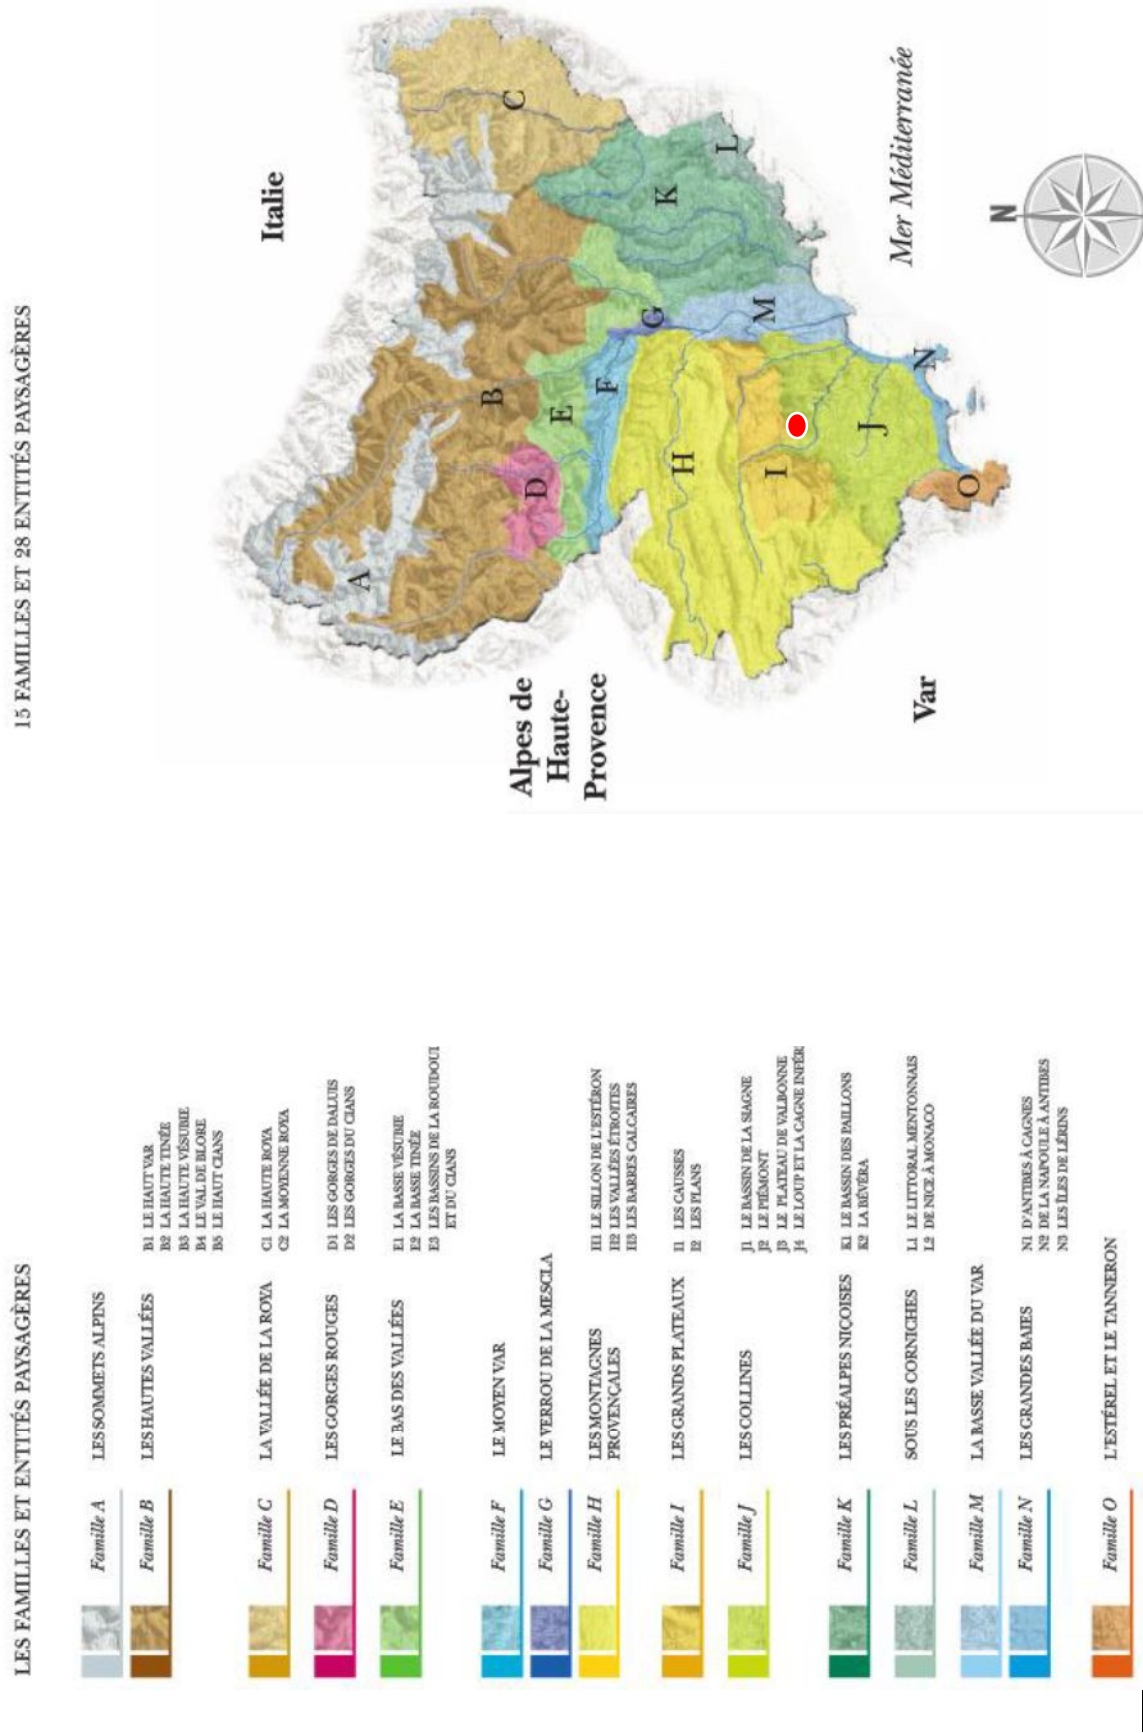 LES FAMILLES ET ENTITÉS PAYSAGÈRES
Famille A
LES SOMMETS ALPINS
Famille B
LES HAUTES VALLÉES
B1 LE HAUT VAR
B2 LA HAUTE TINÉE
B3 LA HAUTE VÉSUBIE
B4 LE VAL DE BLORE
B5 LE HAUT CIANS
Famille C
LA VALLÉE DE LA ROYA
C1 LA HAUTE ROYA
C2 LA MOYENNE ROYA
Famille D
LES GORGES ROUGES
D1 LES GORGES DE DALUIS
D2 LES GORGES DU CIANS
Famille E
LE BAS DES VALLÉES
E1 LA BASSE VÉSUBIE
E2 LA BASSE TINÉE
E3 LES BASSINS DE LA ROUDOUL
ET DU CIANS
Famille F
LE MOYEN VAR
Famille G
LE VERROU DE LA MESCLA
Famille H
LES MONTAGNES
PROVENÇALES
H1 LE SILLON DE L'ESTÉRON
H2 LES VALLÉES ÉTROITES
H3 LES BARRES CALCAIRES
Famille I
LES GRANDS PLATEAUX
I1 LES CAUSSES
I2 LES PLANS
Famille J
LES COLLINES
J1 LE BASSIN DE LA SIAGNE
J2 LE PIÉMONT
J3 LE PLATEAU DE VALBONNE
J4 LE LOUP ET LA CAGNE INFÉR
Famille K
LES PRÉALPES NIÇOISES
K1 LE BASSIN DES PAILLONS
K2 LA BÉVÉRA
Famille L
SOUS LES CORNICHES
L1 LE LITTORAL MENTONNAIS
L2 DE NICE À MONACO
Famille M
LA BASSE VALLÉE DU VAR
Famille N
LES GRANDES BAIES
N1 D'ANTIBES À CAGNES
N2 DE LA NAPOULE À ANTIBES
N3 LES ÎLES DE LÉRINS
Famille O
L'ESTÉREL ET LE TANNERON
15 FAMILLES ET 28 ENTITÉS PAYSAGÈRES
Italie
Alpes de
Haute-
Provence
Var
Mer Méditerranée
N
A
B
C
D
E
F
G
H
I
J
K
L
M
N
O